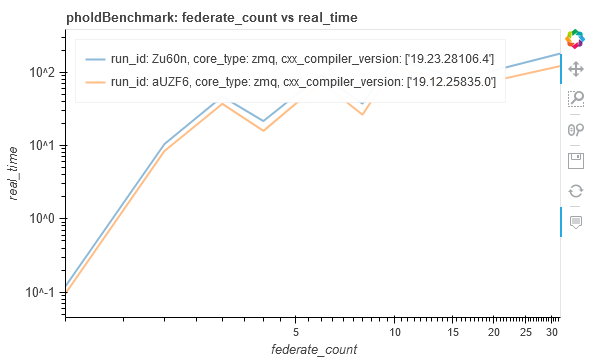 pholdBenchmark: federate_count vs real_time
run_id: Zu60n, core_type: zmq, cxx_compiler_version: ['19.23.28106.4']
run_id: aUZF6, core_type: zmq, cxx_compiler_version: ['19.12.25835.0']
10^2
10^1
10^0
10^-1
real_time
5 10 15 20 25 30
federate_count